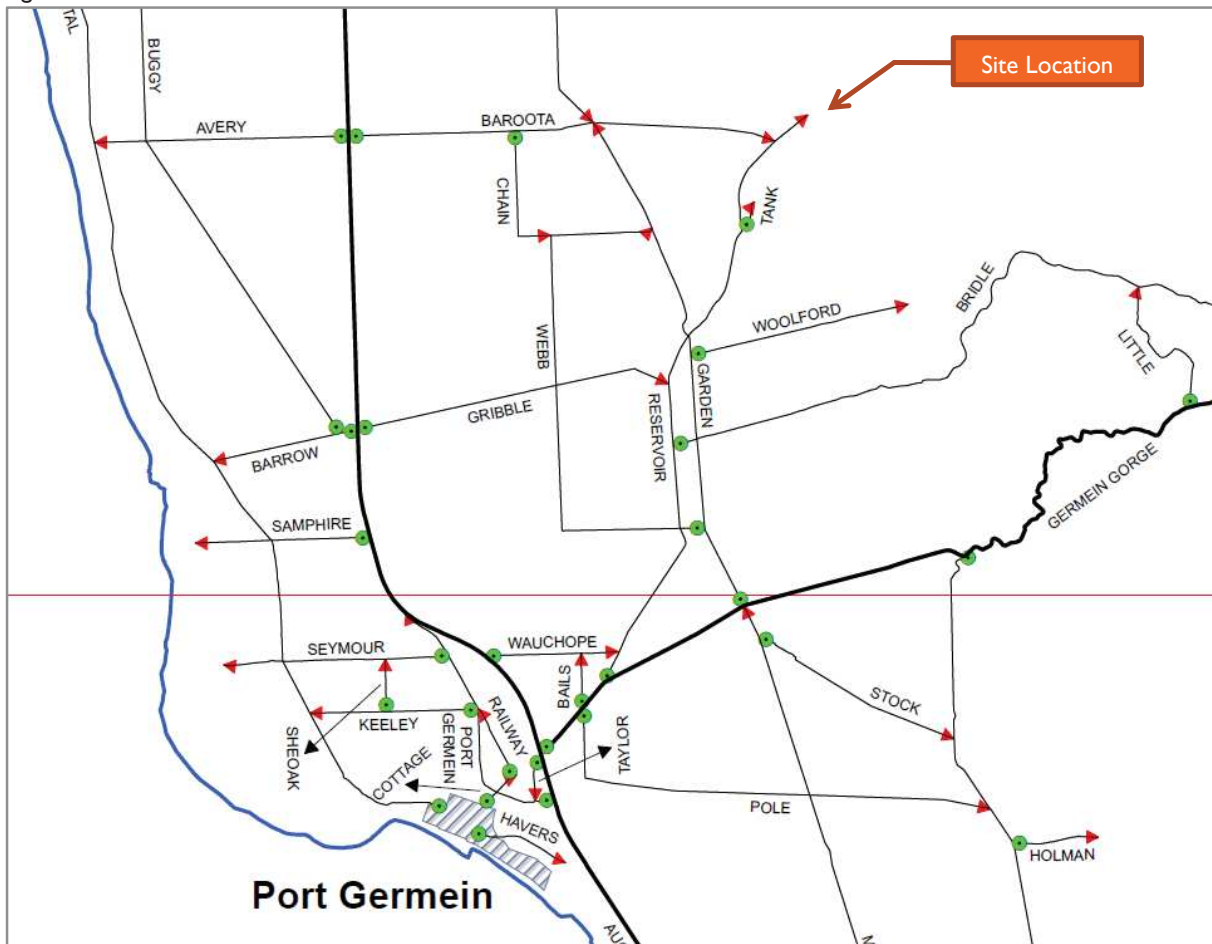 TAL
BUGGY
Site Location
AVERY
BAROOTA
CHAIN
TANK
BRIDLE
WOOLFORD
WEBB
LITTLE
GARDEN
GRIBBLE
RESERVOIR
BARROW
GERMEIN GORGE
SAMPHIRE
SEYMOUR
WAUCHOPE
BAILS
STOCK
RAILWAY
KEELEY
PORT
GERMEIN
SHEOAK
TAYLOR
COTTAGE
POLE
HAVERS
HOLMAN
Port Germein